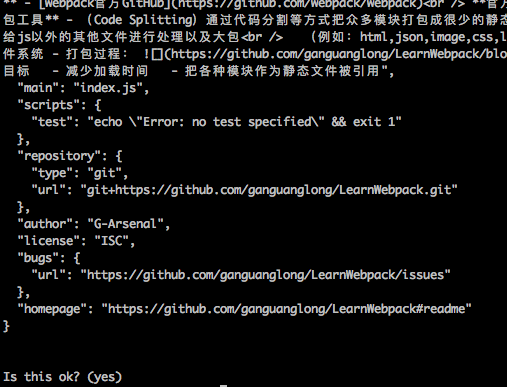 ** - [Webpack官方GitHub](https://github.com/webpack/webpack)<br /> **官方
包工具** - (Code Splitting) 通过代码分割等方式把众多模块打包成很少的静态
给js以外的其他文件进行处理以及大包<br /> (例如: html,json,image,css,l
件系统 - 打包过程: ![](https://github.com/ganguanglong/LearnWebpack/blo
目标 - 减少加载时间 - 把各种模块作为静态文件被引用",
"main": "index.js",
"scripts": {
"test": "echo \"Error: no test specified\" && exit 1"
},
"repository": {
"type": "git",
"url": "git+https://github.com/ganguanglong/LearnWebpack.git"
},
"author": "G-Arsenal",
"license": "ISC",
"bugs": {
"url": "https://github.com/ganguanglong/LearnWebpack/issues"
},
"homepage": "https://github.com/ganguanglong/LearnWebpack#readme"
}
Is this ok? (yes)